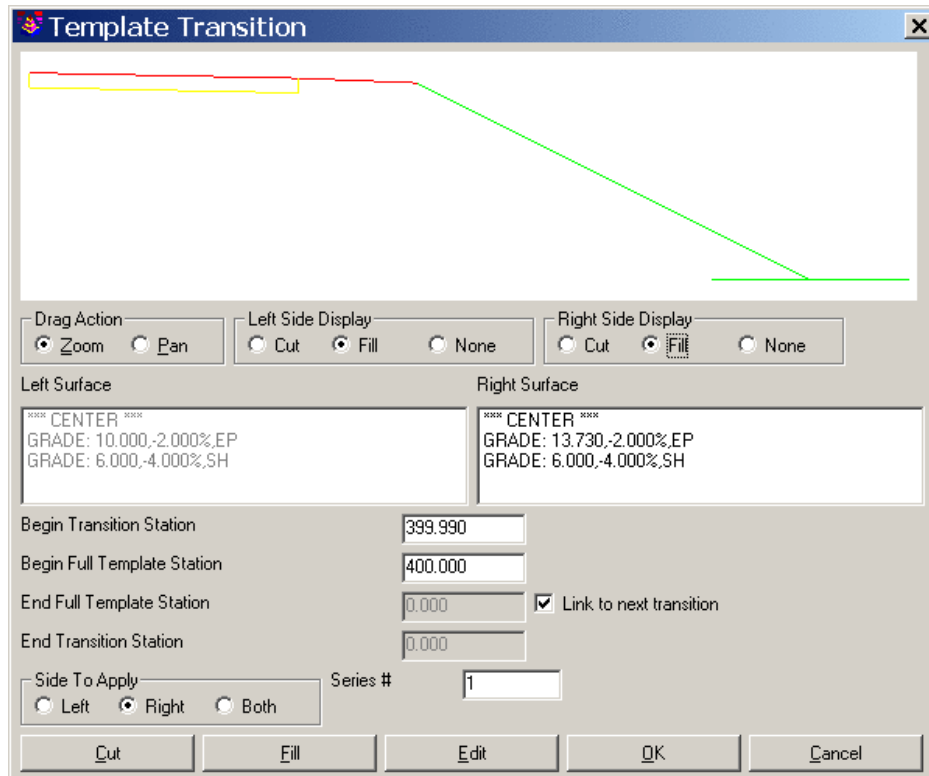 Template Transition
Drag Action
Left Side Display
Right Side Display
Zoom Pan
Cut Fill None
Cut Fill None
Left Surface
Right Surface
*** CENTER ***
GRADE: 10.000,-2.000%,EP
GRADE: 6.000,-4.000%,SH
*** CENTER ***
GRADE: 13.730,-2.000%,EP
GRADE: 6.000,-4.000%,SH
Begin Transition Station 399.990
Begin Full Template Station 400.000
End Full Template Station 0.000 Link to next transition
End Transition Station 0.000
Side To Apply
Left Right Both
Series # 1
Cut Fill Edit OK Cancel